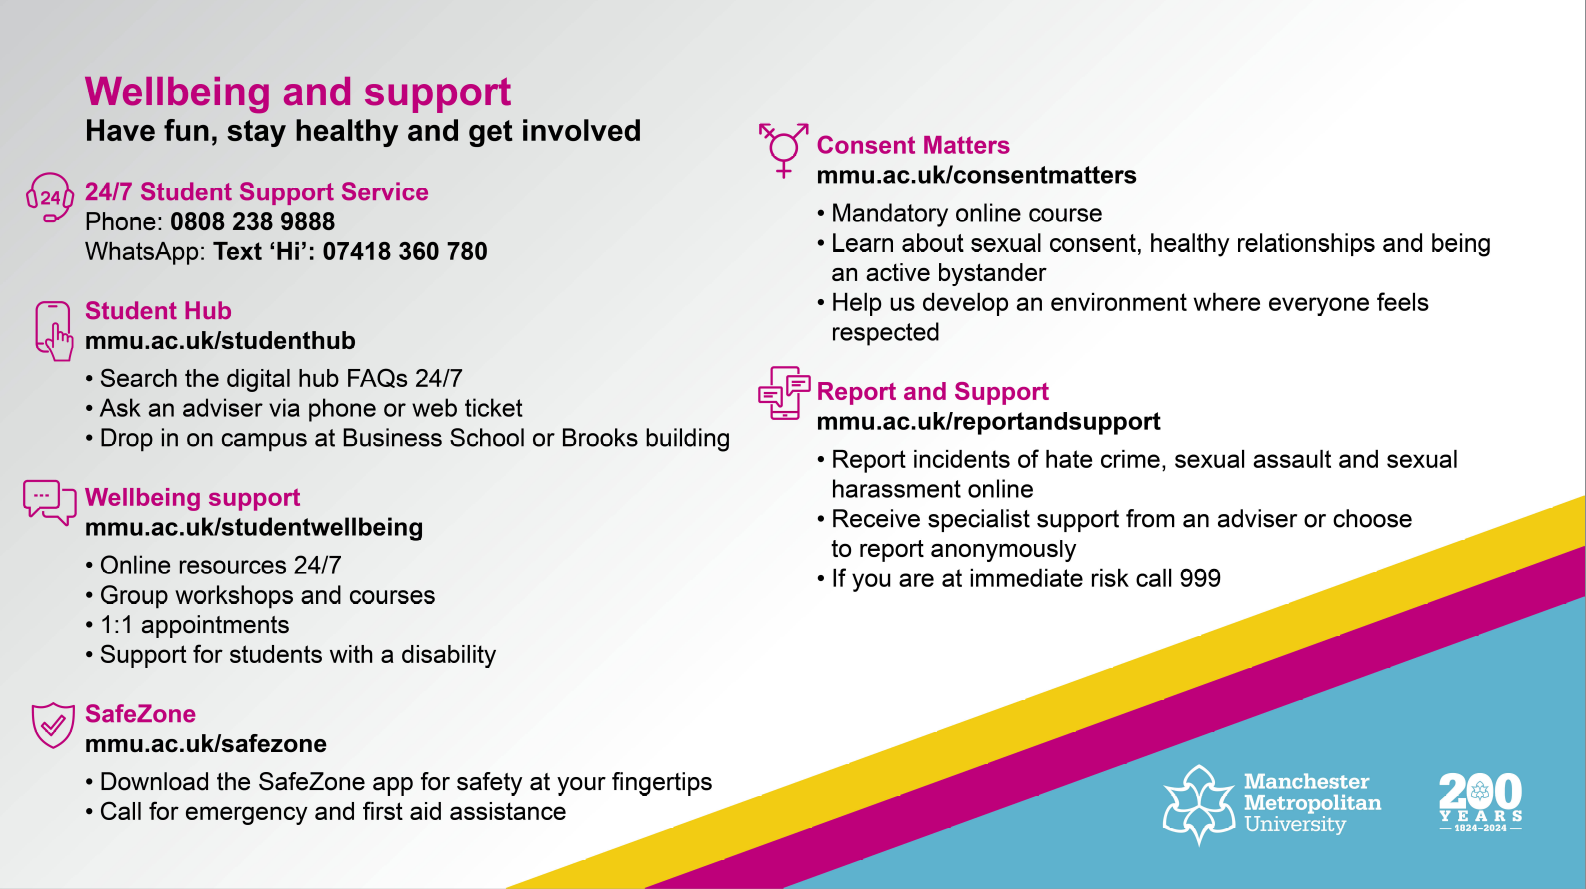 Wellbeing and support
Have fun, stay healthy and get involved
24
24/7 Student Support Service
Phone: 0808 238 9888
WhatsApp: Text ‘Hi’: 07418 360 780
Student Hub
mmu.ac.uk/studenthub
• Search the digital hub FAQs 24/7
• Ask an adviser via phone or web ticket
• Drop in on campus at Business School or Brooks building
Wellbeing support
mmu.ac.uk/studentwellbeing
• Online resources 24/7
• Group workshops and courses
• 1:1 appointments
• Support for students with a disability
SafeZone
mmu.ac.uk/safezone
• Download the SafeZone app for safety at your fingertips
• Call for emergency and first aid assistance
Consent Matters
mmu.ac.uk/consentmatters
• Mandatory online course
• Learn about sexual consent, healthy relationships and being
an active bystander
• Help us develop an environment where everyone feels
respected
Report and Support
mmu.ac.uk/reportandsupport
• Report incidents of hate crime, sexual assault and sexual
harassment online
• Receive specialist support from an adviser or choose
to report anonymously
• If you are at immediate risk call 999
Manchester
Metropolitan
University
200
YEARS
1824–2024